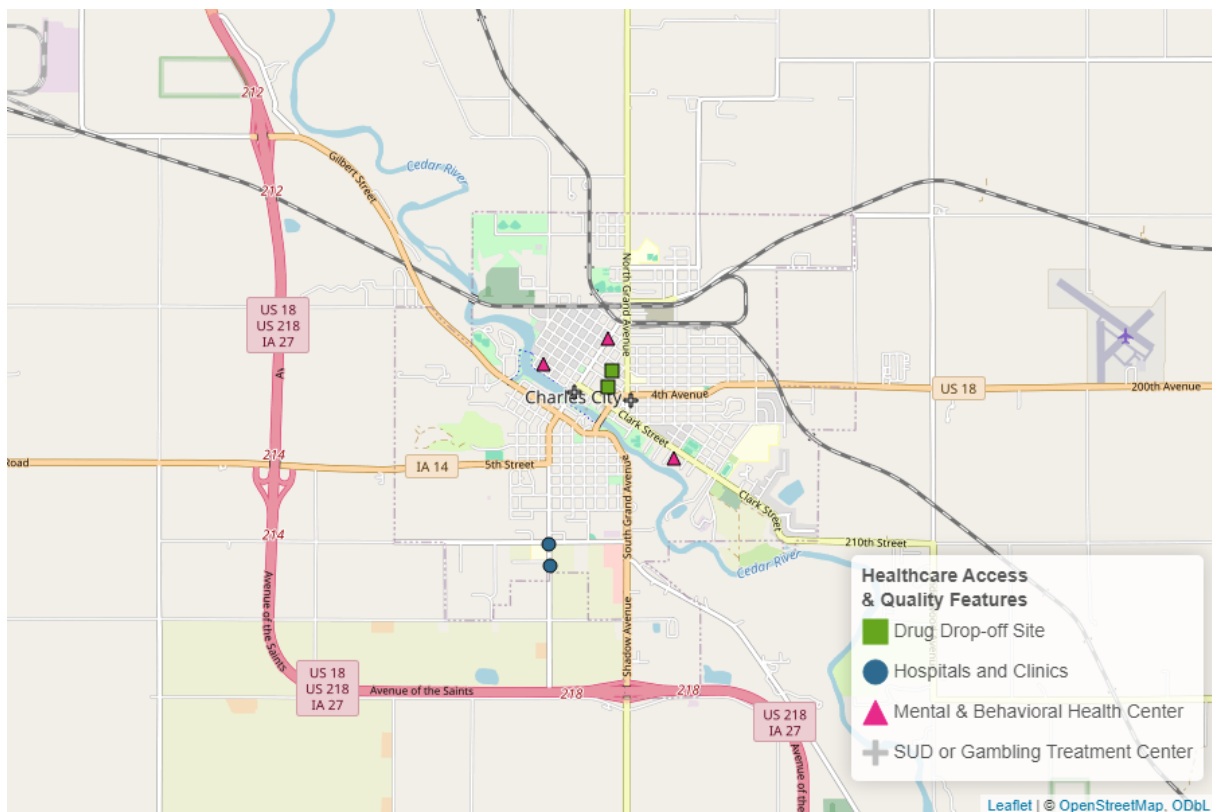 212
Cedar River
Gilbert Street
212
US 18
US 218
IA 27
North Grand Avenue
Charles City
4th Avenue
US 18
200th Avenue
Clark Street
214
Road
IA 14
5th Street
South Grand Avenue
Clark Street
214
210th Street
Cedar River
Avenue of the Saints
Shadow Avenue
US 18
US 218
IA 27
Avenue of the Saints
218
218
US 218
IA 27
Avenue of the
Healthcare Access
& Quality Features
Drug Drop-off Site
Hospitals and Clinics
Mental & Behavioral Health Center
SUD or Gambling Treatment Center
Leaflet | © OpenStreetMap, ODbL